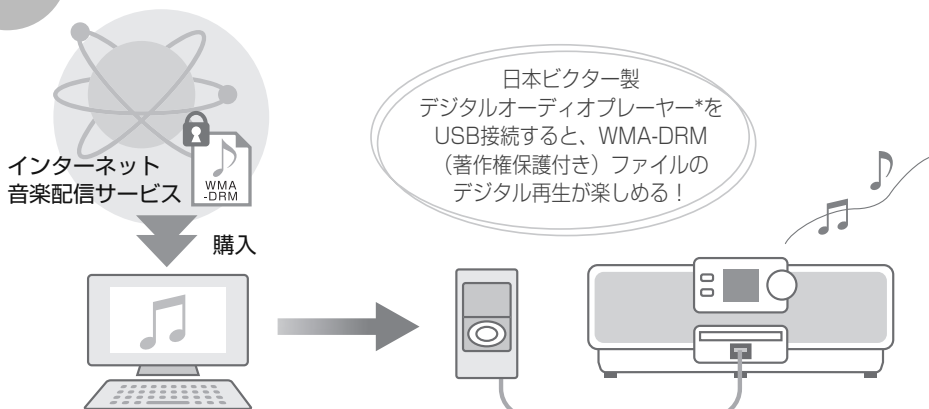 日本ビクター製
デジタルオーディオプレーヤー*を
USB接続すると、WMA-DRM
（著作権保護付き）ファイルの
デジタル再生が楽しめる！
インターネット
音楽配信サービス
WMA
-DRM
購入